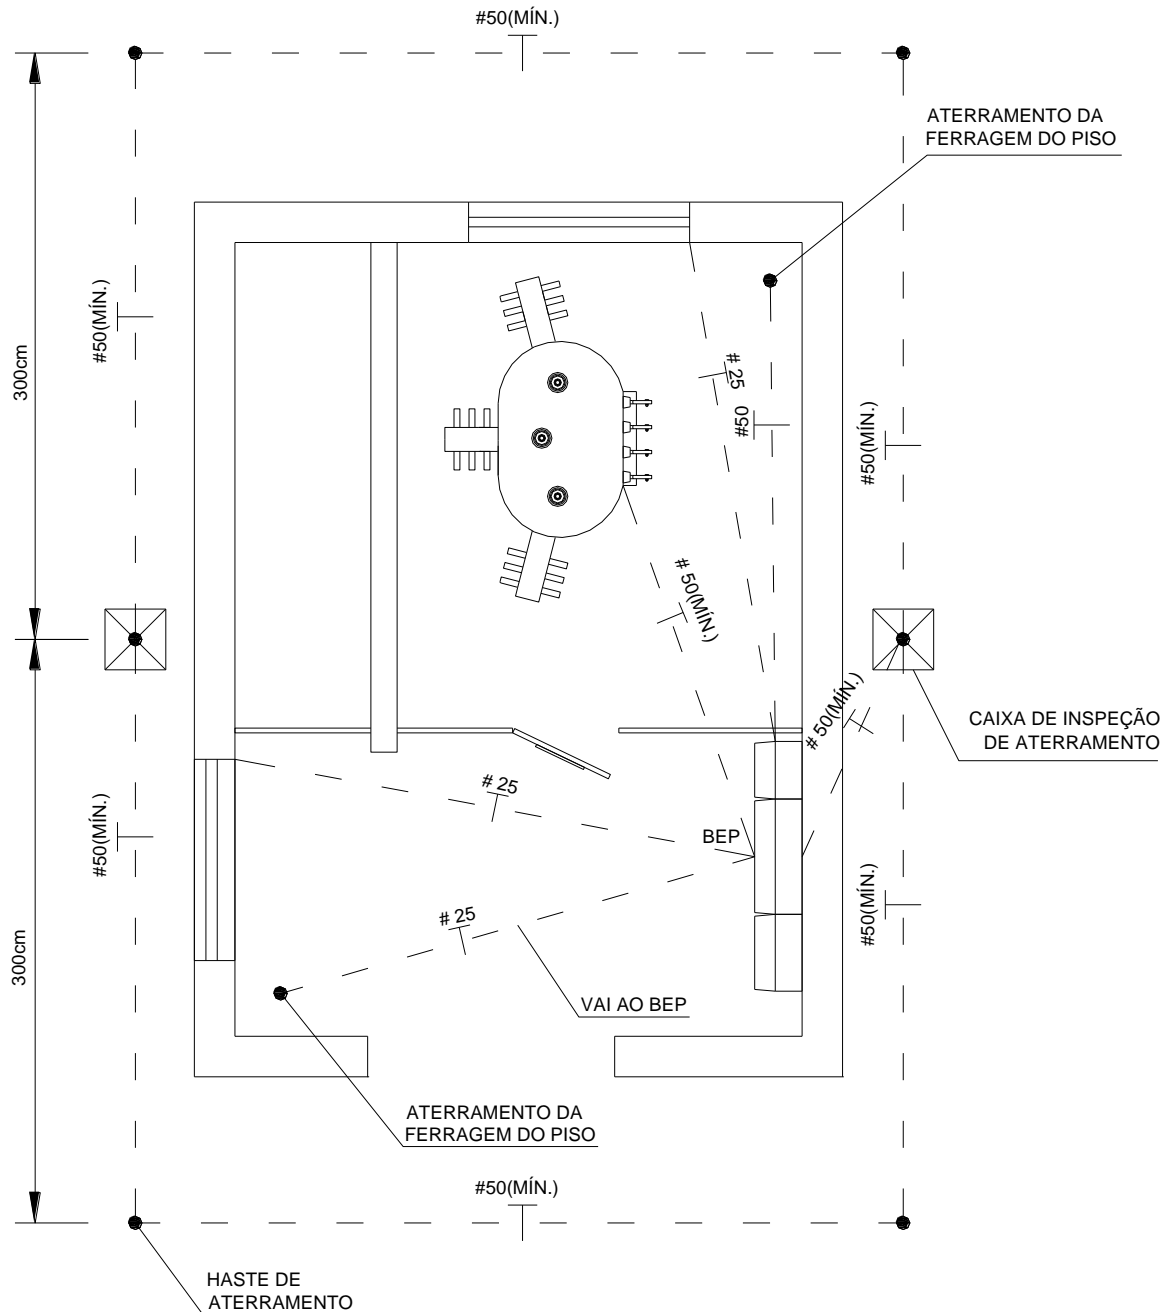 #50(MÍN.)
ATERRAMENTO DA
FERRAGEM DO PISO
#50(MÍN.)
300cm
# 25
#50
#50(MÍN.)
# 50(MÍN.)
# 50(MÍN.)
CAIXA DE INSPEÇÃO
DE ATERRAMENTO
# 25
#50(MÍN.)
BEP
#50(MÍN.)
# 25
300cm
VAI AO BEP
ATERRAMENTO DA
FERRAGEM DO PISO
#50(MÍN.)
HASTE DE
ATERRAMENTO